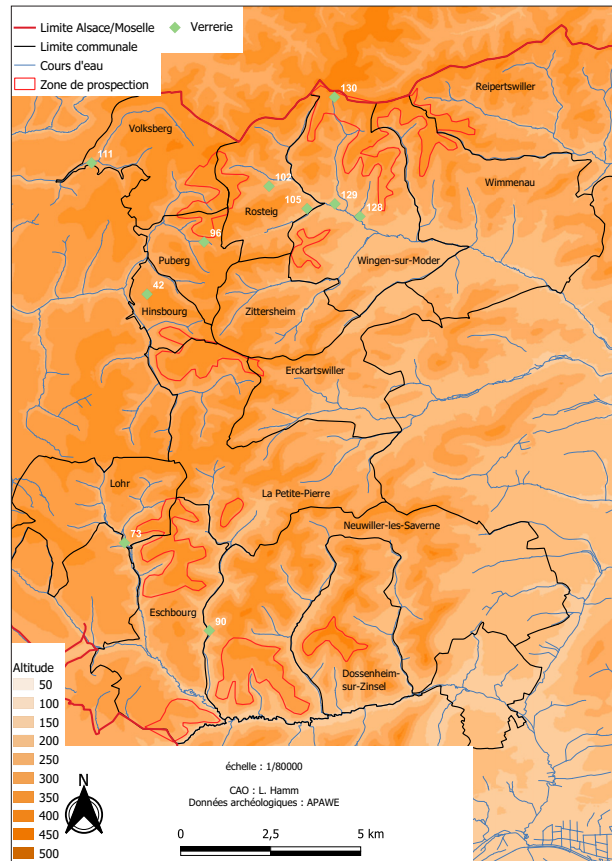 Limite Alsace/Moselle
Verrerie
Limite communale
Cours d'eau
Zone de prospection
130
Reipertswiller
Volksberg
111
102
Wimmenau
105
129
Rosteig
128
96
Puberg
Wingen-sur-Moder
42
Hinsbourg
Zittersheim
Erckartswiller
Lohr
La Petite-Pierre
Neuwiller-les-Saverne
73
Eschbourg
90
Dossenheim-
sur-Zinsel
Altitude
50
100
150
200
250
300
350
400
450
500
N
échelle : 1/80000
CAO : L. Hamm
Données archéologiques : APAWE
0
2,5
5 km